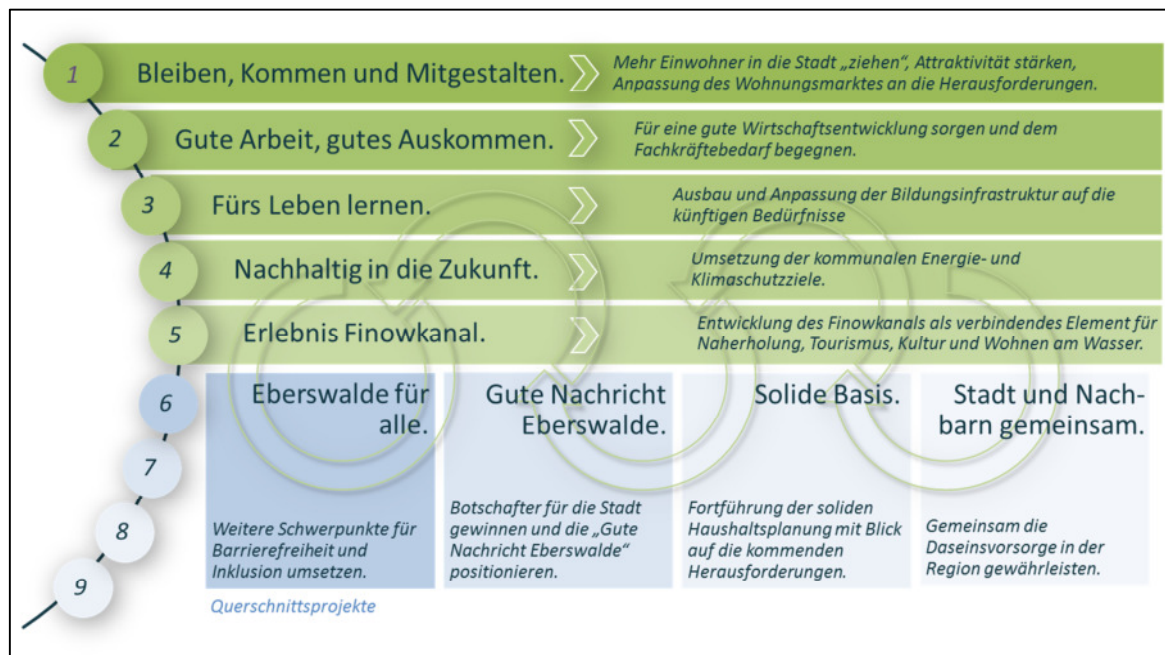 1
Bleiben, Kommen und Mitgestalten.
Mehr Einwohner in die Stadt „ziehen“, Attraktivität stärken,
Anpassung des Wohnungsmarktes an die Herausforderungen.
2
Gute Arbeit, gutes Auskommen.
Für eine gute Wirtschaftsentwicklung sorgen und dem
Fachkräftebedarf begegnen.
3
Fürs Leben lernen.
Ausbau und Anpassung der Bildungsinfrastruktur auf die
künftigen Bedürfnisse
4
Nachhaltig in die Zukunft.
Umsetzung der kommunalen Energie- und
Klimaschutzziele.
5
Erlebnis Finowkanal.
Entwicklung des Finowkanals als verbindendes Element für
Naherholung, Tourismus, Kultur und Wohnen am Wasser.
6
7
8
9
Eberswalde für
alle.
Weitere Schwerpunkte für
Barrierefreiheit und
Inklusion umsetzen.
Gute Nachricht
Eberswalde.
Botschafter für die Stadt
gewinnen und die „Gute
Nachricht Eberswalde“
positionieren.
Solide Basis.
Fortführung der soliden
Haushaltsplanung mit Blick
auf die kommenden
Herausforderungen.
Stadt und Nach-
barn gemeinsam.
Gemeinsam die
Daseinsvorsorge in der
Region gewährleisten.
Querschnittsprojekte